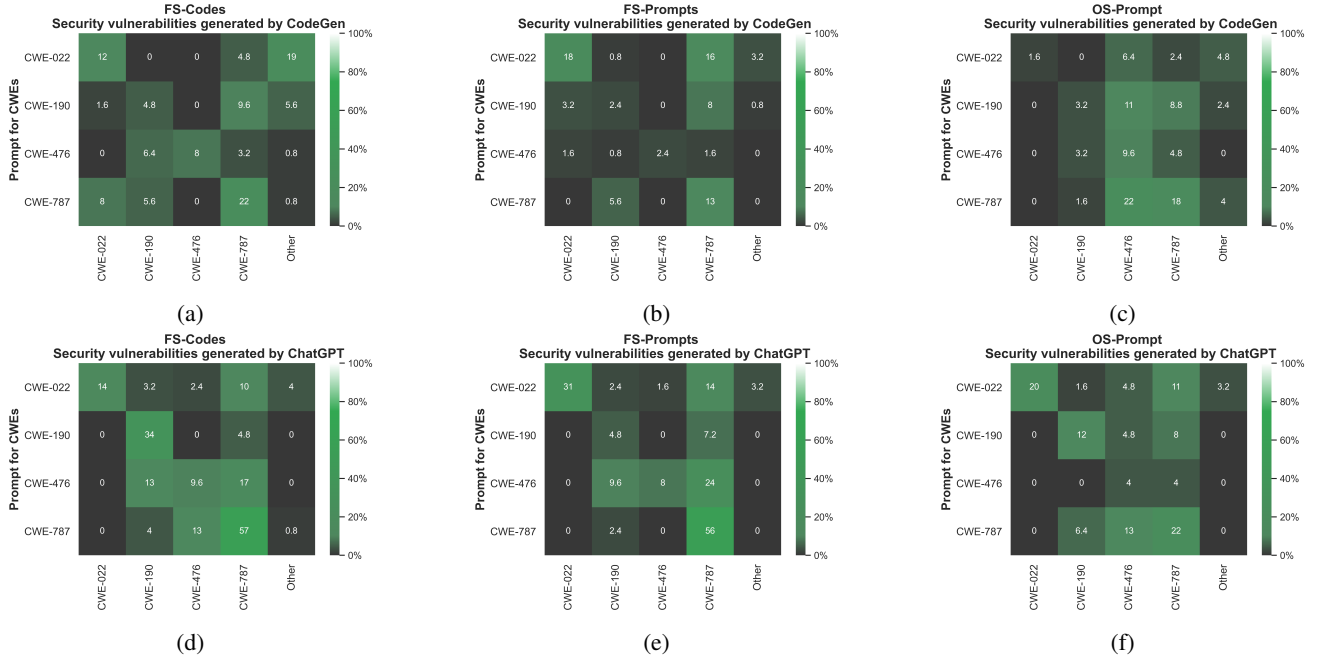 FS-Codes
Security vulnerabilities generated by CodeGen
Prompt for CWEs
CWE-022 12 0 0 4.8 19
CWE-190 1.6 4.8 0 9.6 5.6
CWE-476 0 6.4 8 3.2 0.8
CWE-787 8 5.6 0 22 0.8
CWE-022 CWE-190 CWE-476 CWE-787 Other
100%
80%
60%
40%
20%
0%
(a)
FS-Prompts
Security vulnerabilities generated by CodeGen
Prompt for CWEs
CWE-022 18 0.8 0 16 3.2
CWE-190 3.2 2.4 0 8 0.8
CWE-476 1.6 0.8 2.4 1.6 0
CWE-787 0 5.6 0 13 0
CWE-022 CWE-190 CWE-476 CWE-787 Other
100%
80%
60%
40%
20%
0%
(b)
OS-Prompt
Security vulnerabilities generated by CodeGen
Prompt for CWEs
CWE-022 1.6 0 6.4 2.4 4.8
CWE-190 0 3.2 11 8.8 2.4
CWE-476 0 3.2 9.6 4.8 0
CWE-787 0 1.6 22 18 4
CWE-022 CWE-190 CWE-476 CWE-787 Other
100%
80%
60%
40%
20%
0%
(c)
FS-Codes
Security vulnerabilities generated by ChatGPT
Prompt for CWEs
CWE-022 14 3.2 2.4 10 4
CWE-190 0 34 0 4.8 0
CWE-476 0 13 9.6 17 0
CWE-787 0 4 13 57 0.8
CWE-022 CWE-190 CWE-476 CWE-787 Other
100%
80%
60%
40%
20%
0%
(d)
FS-Prompts
Security vulnerabilities generated by ChatGPT
Prompt for CWEs
CWE-022 31 2.4 1.6 14 3.2
CWE-190 0 4.8 0 7.2 0
CWE-476 0 9.6 8 24 0
CWE-787 0 2.4 0 56 0
CWE-022 CWE-190 CWE-476 CWE-787 Other
100%
80%
60%
40%
20%
0%
(e)
OS-Prompt
Security vulnerabilities generated by ChatGPT
Prompt for CWEs
CWE-022 20 1.6 4.8 11 3.2
CWE-190 0 12 4.8 8 0
CWE-476 0 0 4 4 0
CWE-787 0 6.4 13 22 0
CWE-022 CWE-190 CWE-476 CWE-787 Other
100%
80%
60%
40%
20%
0%
(f)